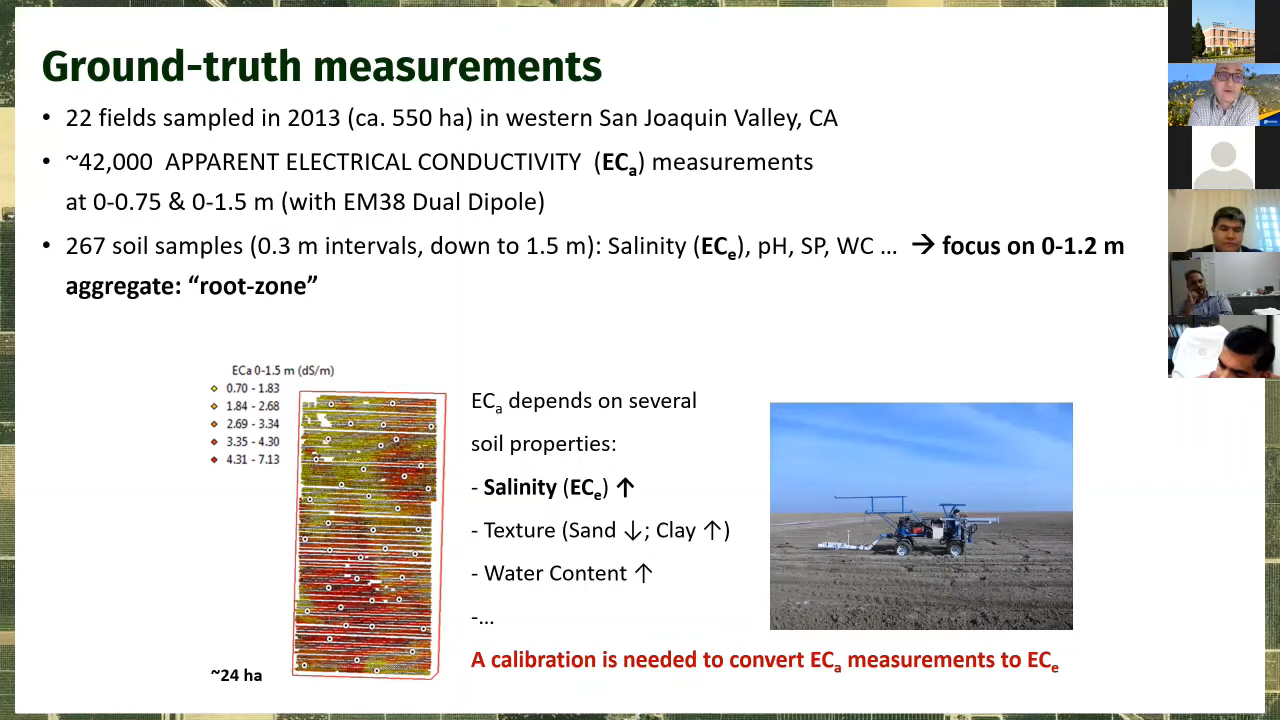 Ground-truth measurements
• 22 fields sampled in 2013 (ca. 550 ha) in western San Joaquin Valley, CA
• ~42,000 APPARENT ELECTRICAL CONDUCTIVITY (ECa) measurements
at 0-0.75 & 0-1.5 m (with EM38 Dual Dipole)
• 267 soil samples (0.3 m intervals, down to 1.5 m): Salinity (ECe), pH, SP, WC ... → focus on 0-1.2 m
aggregate: “root-zone”
ECa 0-1.5 m (dS/m)
0.70 - 1.83
1.84 - 2.68
2.69 - 3.34
3.35 - 4.30
4.31 - 7.13
~24 ha
ECa depends on several
soil properties:
- Salinity (ECe) ↑
- Texture (Sand ↓; Clay ↑)
- Water Content ↑
-...
A calibration is needed to convert ECa measurements to ECe